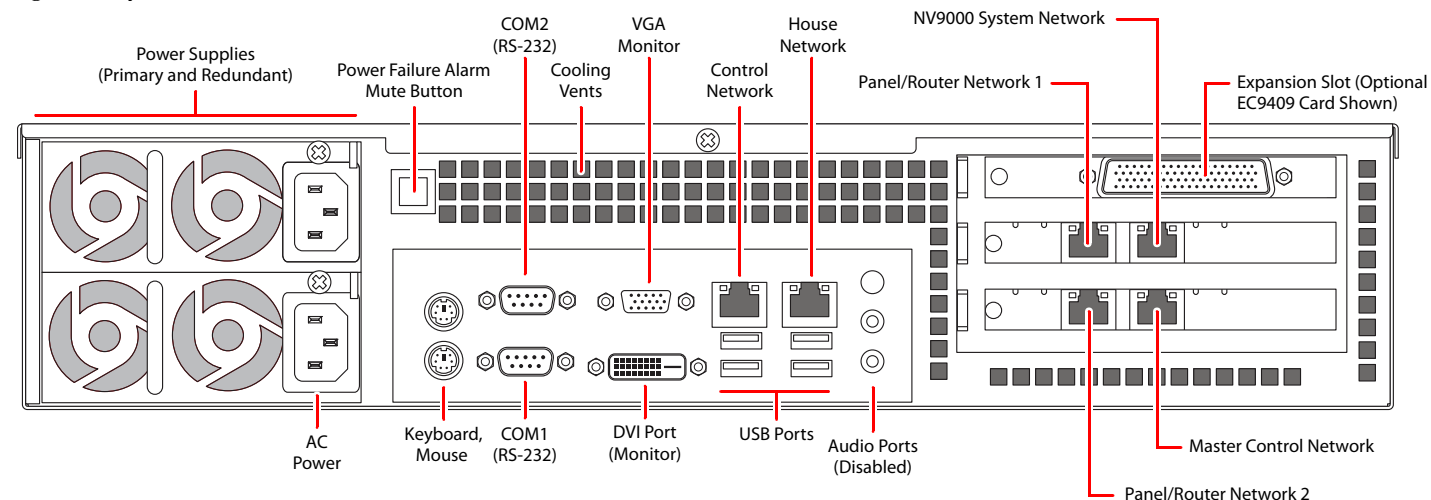 Power Supplies
(Primary and Redundant)
Power Failure Alarm
Mute Button
COM2
(RS-232)
Cooling
Vents
VGA
Monitor
Control
Network
House
Network
NV9000 System Network
Panel/Router Network 1
Expansion Slot (Optional
EC9409 Card Shown)
AC
Power
Keyboard,
Mouse
COM1
(RS-232)
DVI Port
(Monitor)
USB Ports
Audio Ports
(Disabled)
Master Control Network
Panel/Router Network 2